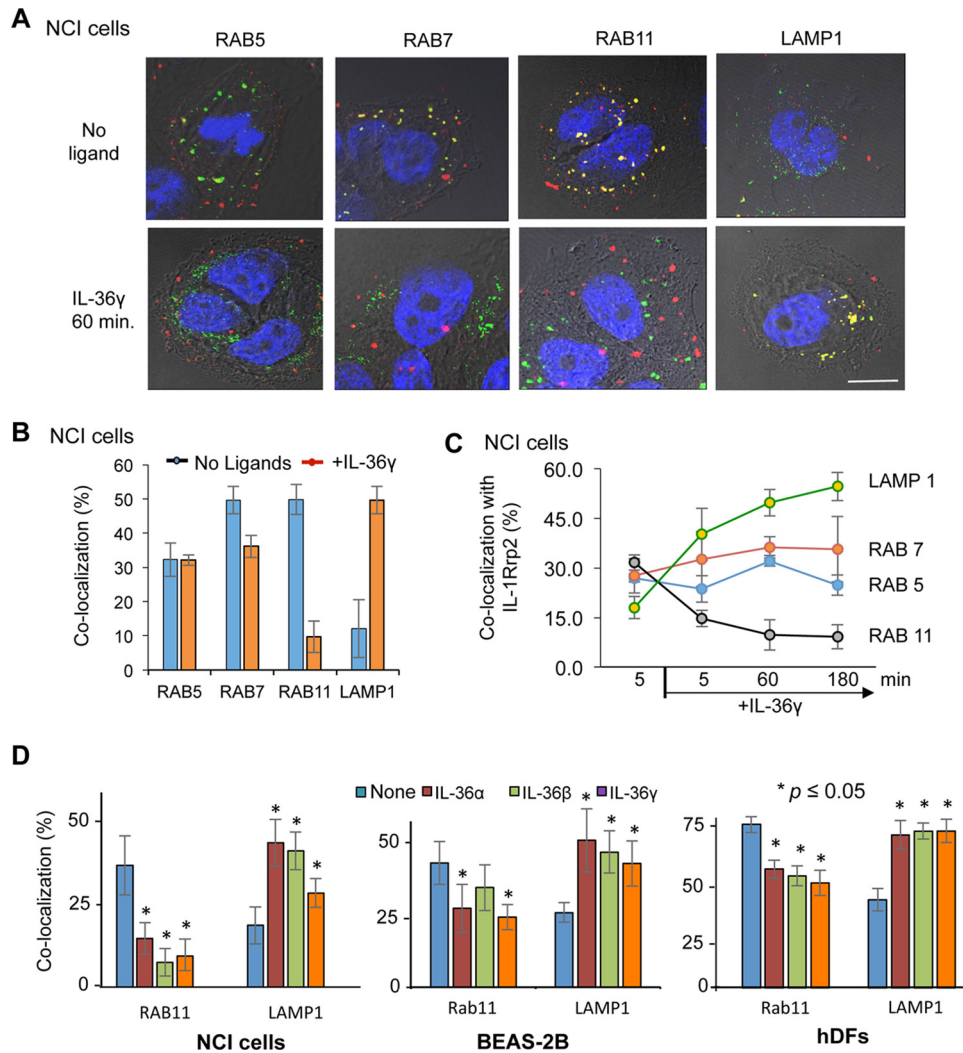 A
NCI cells
RAB5 RAB7 RAB11 LAMP1
No
ligand
IL-36γ
60 min.
B
NCI cells
No Ligands +IL-36γ
Co-localization (%)
60
50
40
30
20
10
0
RAB5 RAB7 RAB11 LAMP1
C
NCI cells
Co-localization with
IL-1Rrp2 (%)
60.0
45.0
30.0
15.0
0.0
LAMP 1
RAB 7
RAB 5
RAB 11
5 5 60 180 min
+IL-36γ
D
None IL-36α IL-36β IL-36γ
* p ≤ 0.05
Co-localization (%)
50
25
0
* * * * * *
RAB11 LAMP1
NCI cells
50
25
0
* * * * *
Rab11 LAMP1
BEAS-2B
75
50
25
0
* * * * * *
Rab11 LAMP1
hDFs